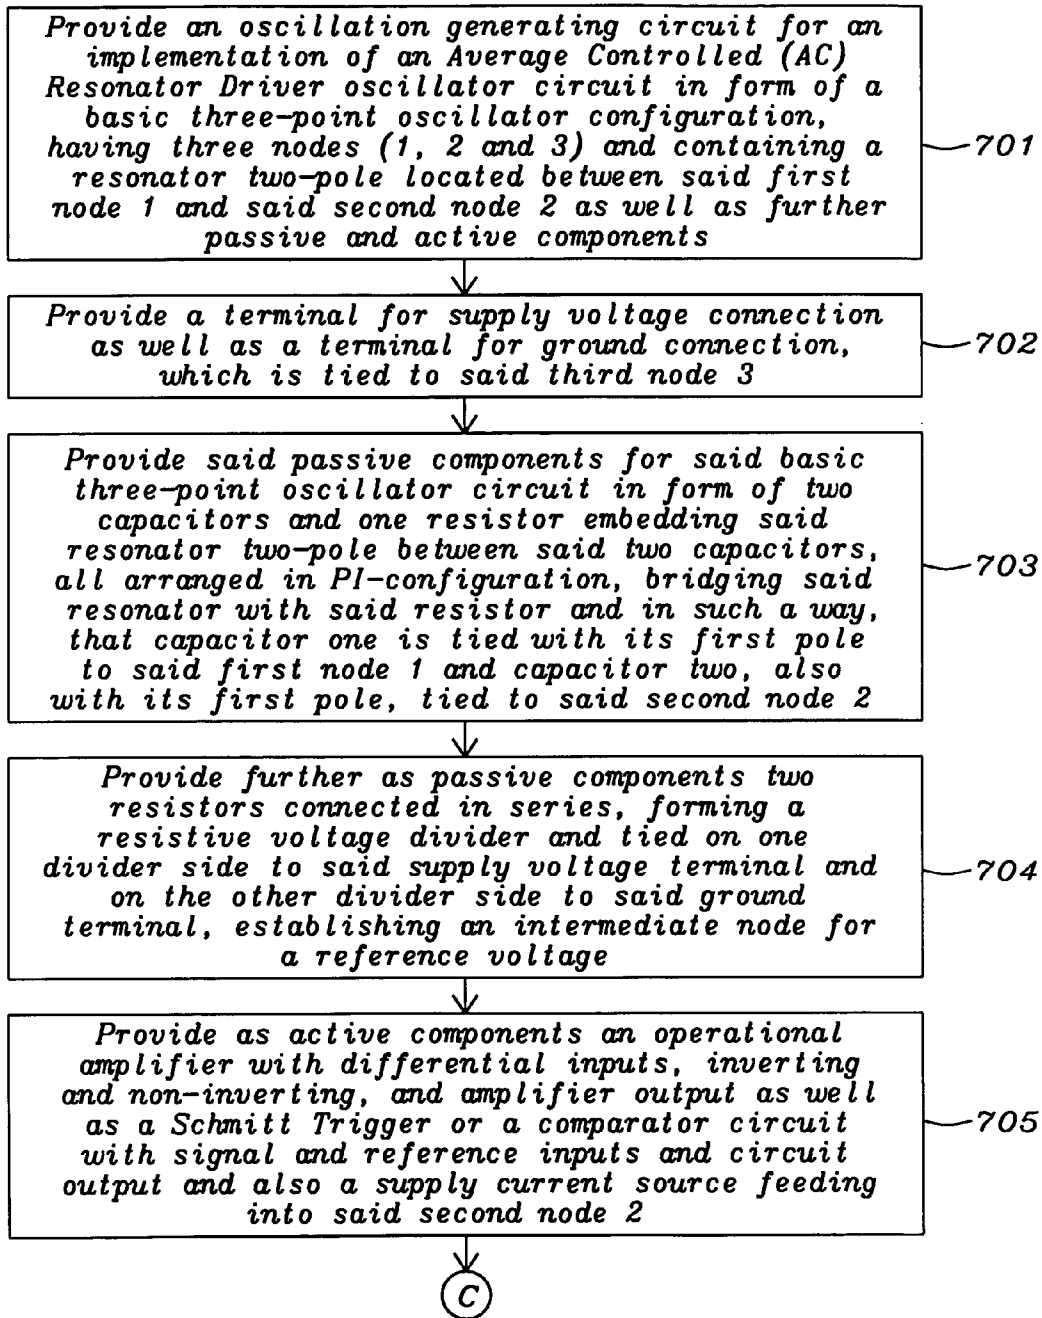 Provide an oscillation generating circuit for an
implementation of an Average Controlled (AC)
Resonator Driver oscillator circuit in form of a
basic three-point oscillator configuration,
having three nodes (1, 2 and 3) and containing a
resonator two-pole located between said first
node 1 and said second node 2 as well as further
passive and active components
701
Provide a terminal for supply voltage connection
as well as a terminal for ground connection,
which is tied to said third node 3
702
Provide said passive components for said basic
three-point oscillator circuit in form of two
capacitors and one resistor embedding said
resonator two-pole between said two capacitors,
all arranged in PI-configuration, bridging said
resonator with said resistor and in such a way,
that capacitor one is tied with its first pole
to said first node 1 and capacitor two, also
with its first pole, tied to said second node 2
703
Provide further as passive components two
resistors connected in series, forming a
resistive voltage divider and tied on one
divider side to said supply voltage terminal and
on the other divider side to said ground
terminal, establishing an intermediate node for
a reference voltage
704
Provide as active components an operational
amplifier with differential inputs, inverting
and non-inverting, and amplifier output as well
as a Schmitt Trigger or a comparator circuit
with signal and reference inputs and circuit
output and also a supply current source feeding
into said second node 2
705
C